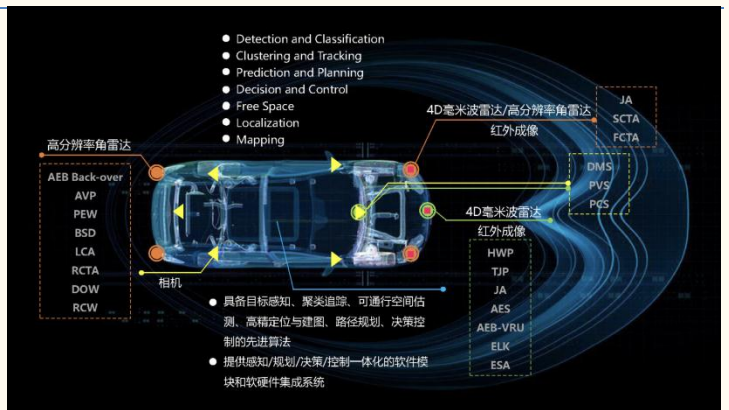 Detection and Classification
Clustering and Tracking
Prediction and Planning
Decision and Control
Free Space
Localization
Mapping
高分辨率角雷达
AEB Back-over
AVP
PEW
BSD
LCA
RCTA
DOW
RCW
相机
4D毫米波雷达/高分辨率角雷达
红外成像
JA
SCTA
FCTA
DMS
PVS
PCS
4D毫米波雷达
红外成像
HWP
TJP
JA
AES
AEB-VRU
ELK
ESA
具备目标感知、聚类追踪、可通行空间估
测、高精定位与建图、路径规划、决策控
制的先进算法
提供感知/规划/决策/控制一体化的软件模
块和软硬件集成系统